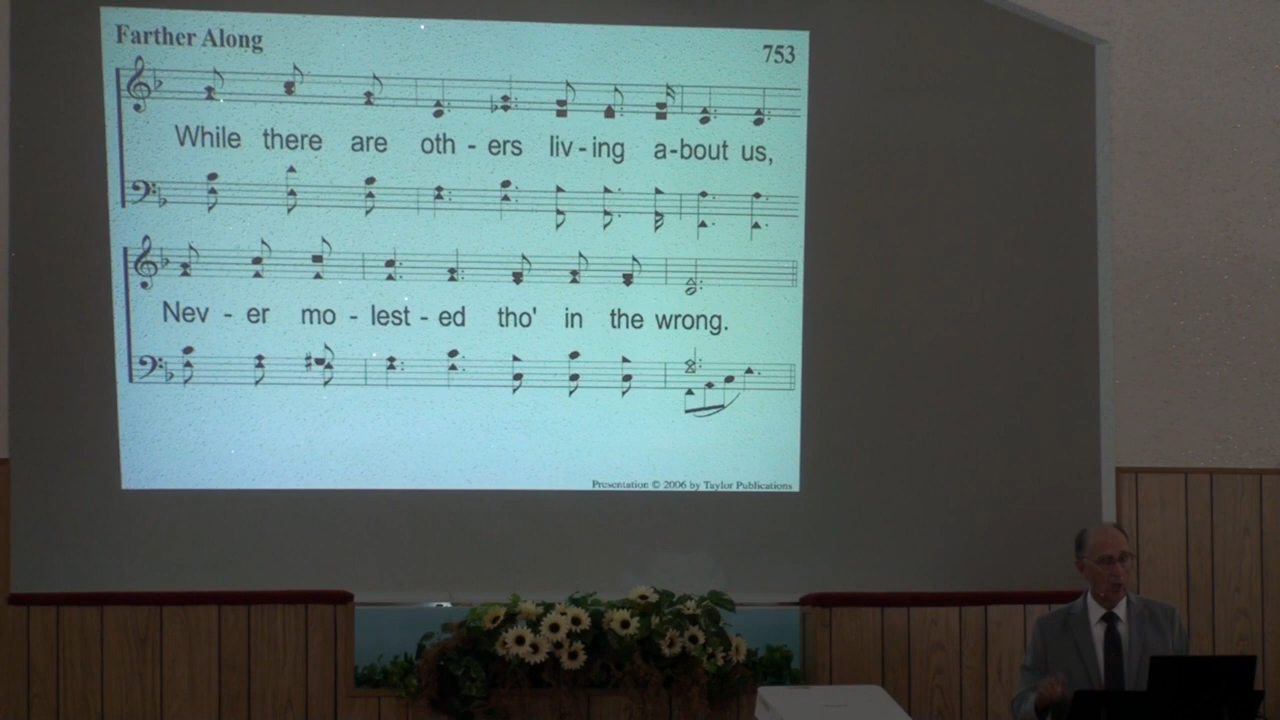 Farther Along
753
While there are oth - ers liv - ing a - bout us,
Nev - er mo - lest - ed tho' in the wrong.
Presentation © 2006 by Taylor Publications